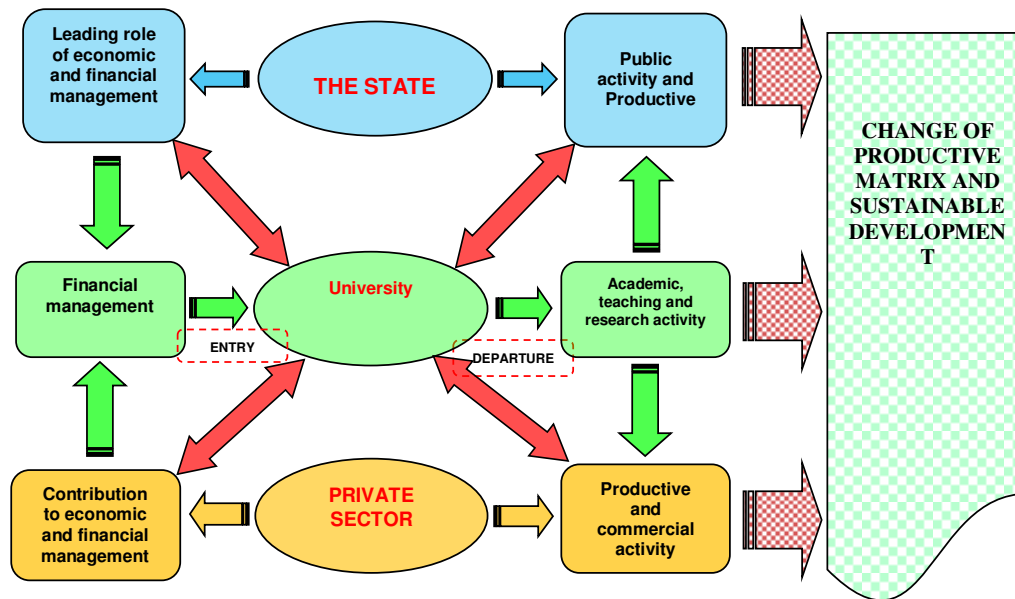 Leading role
of economic
and financial
management
THE STATE
Public
activity and
Productive
CHANGE OF
PRODUCTIVE
MATRIX AND
SUSTAINABLE
DEVELOPMEN
T
Financial
management
University
Academic,
teaching and
research activity
ENTRY
DEPARTURE
Contribution
to economic
and financial
management
PRIVATE
SECTOR
Productive
and
commercial
activity